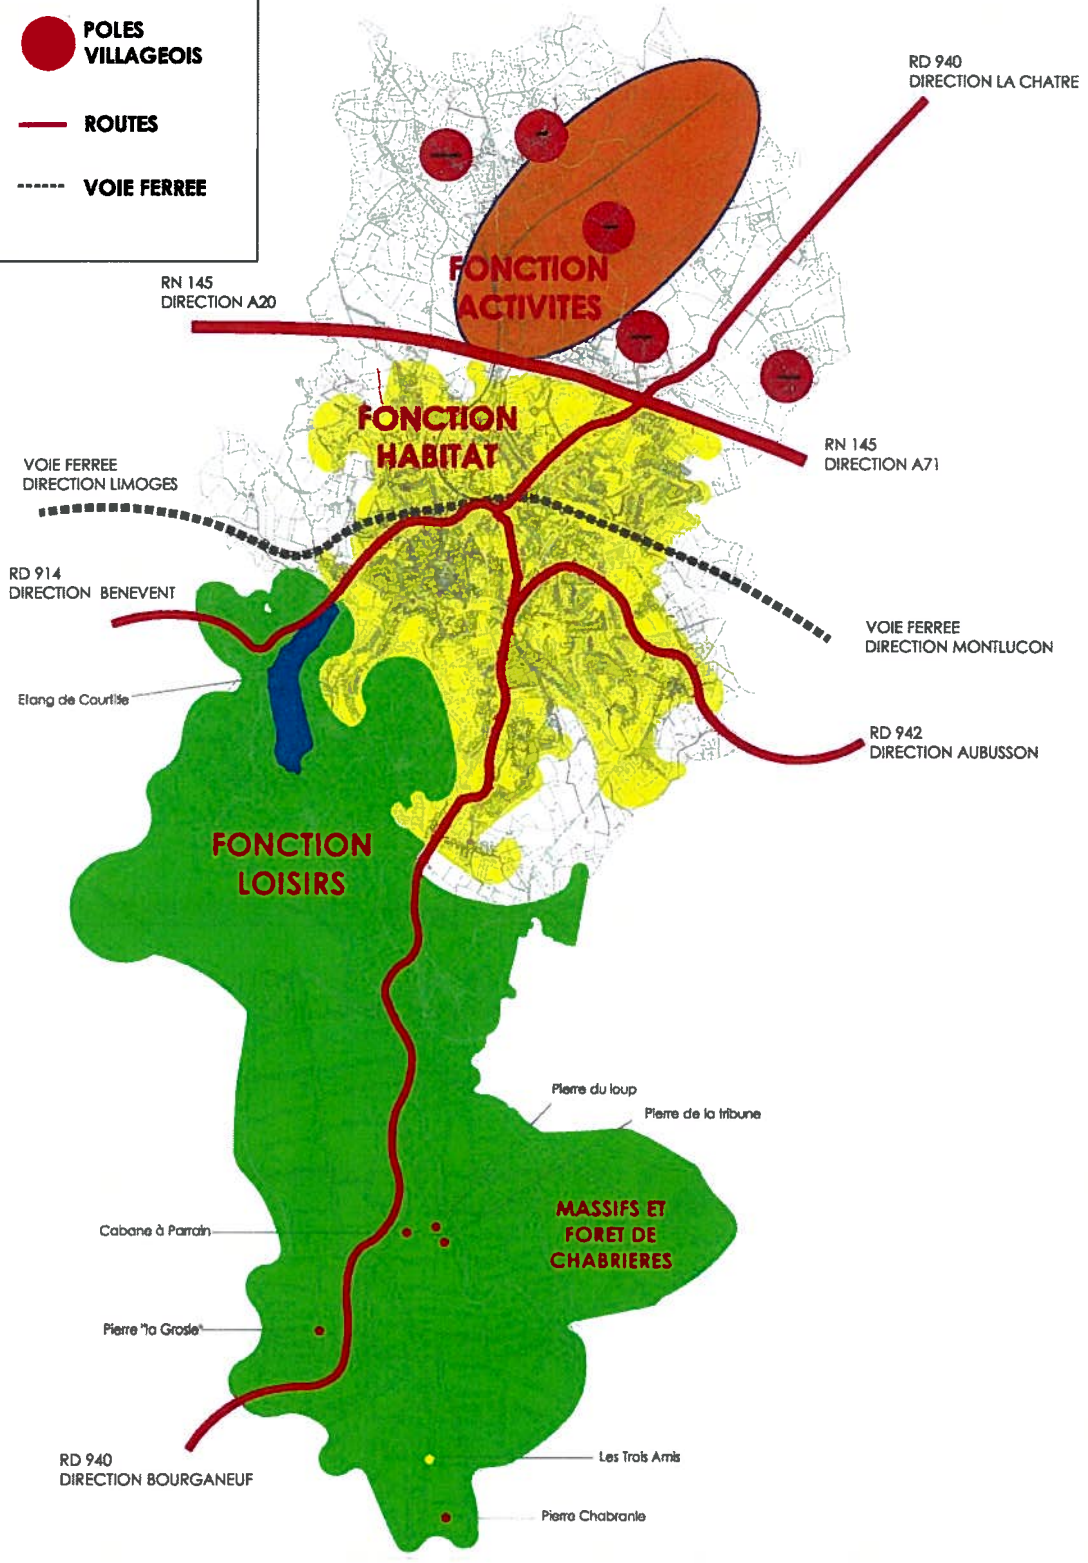 POLES
VILLAGEOIS
ROUTES
VOIE FERREE
RD 940
DIRECTION LA CHATRE
RN 145
DIRECTION A20
FONCTION
ACTIVITES
FONCTION
HABITAT
RN 145
DIRECTION A71
VOIE FERREE
DIRECTION LIMOGES
RD 914
DIRECTION BENEVENT
VOIE FERREE
DIRECTION MONTLUCON
Etang de Courtille
RD 942
DIRECTION AUBUSSON
FONCTION
LOISIRS
Pierre du loup
Pierre de la tribune
MASSIFS ET
FORET DE
CHABRIERES
Cabane à Parrain
Pierre "la Grosle"
RD 940
DIRECTION BOURGANEUF
Les Trois Amis
Pierre Chabranle